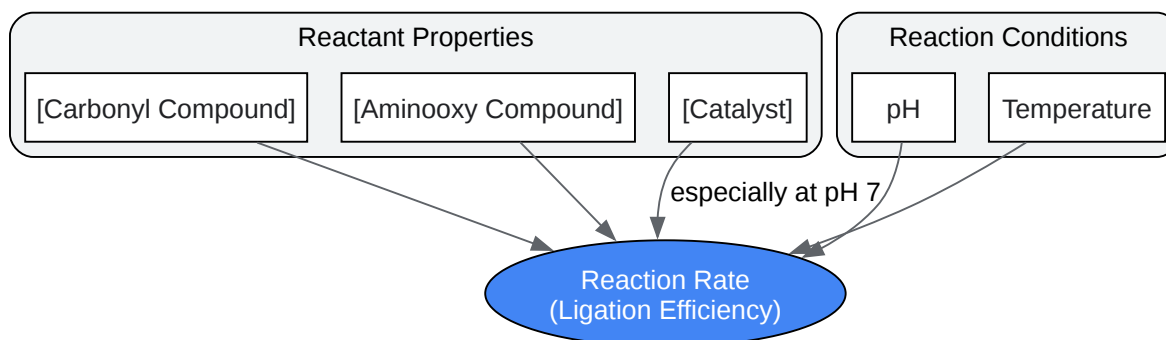 Reactant Properties
Reaction Conditions
[Carbonyl Compound]
[Aminooxy Compound]
[Catalyst]
pH
Temperature
especially at pH 7
Reaction Rate
(Ligation Efficiency)